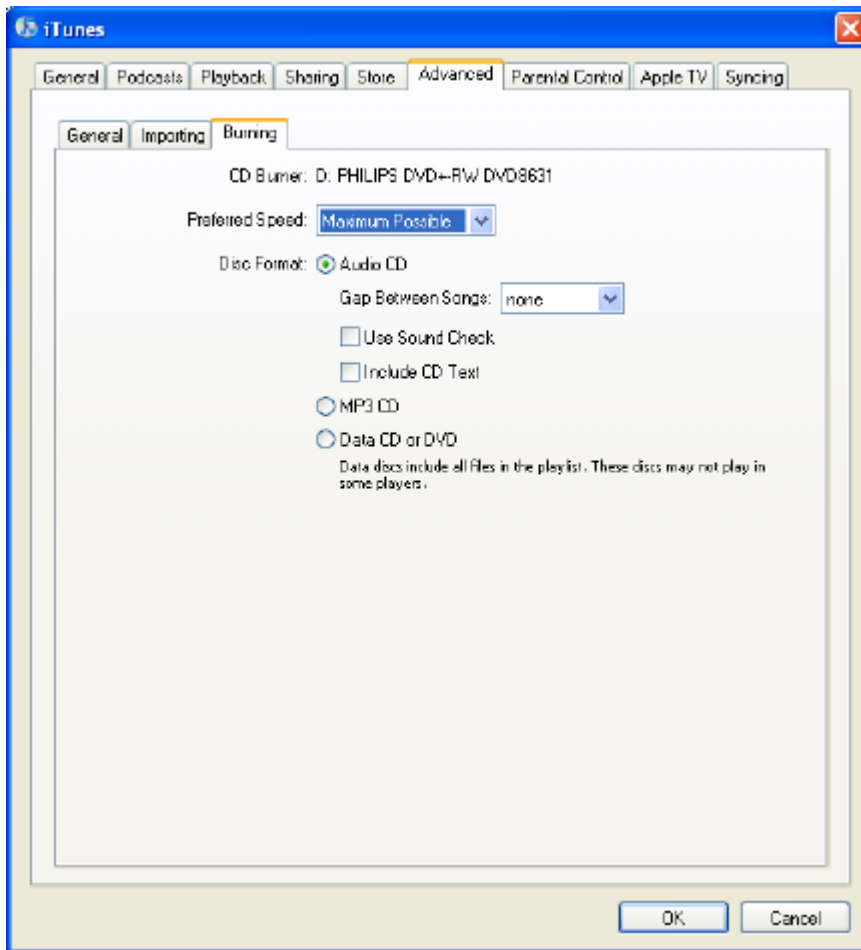 iTunes
General Podcasts Playback Sharing Store Advanced Parental Control Apple TV Syncing
General Importing Burning
CD Burner: D: PHILIPS DVD+-RW DVD8631
Preferred Speed: Maximum Possible
Disc Format: Audio CD
Gap Between Songs: none
Use Sound Check
Include CD Text
MP3 CD
Data CD or DVD
Data discs include all files in the playlist. These discs may not play in
some players.
OK Cancel